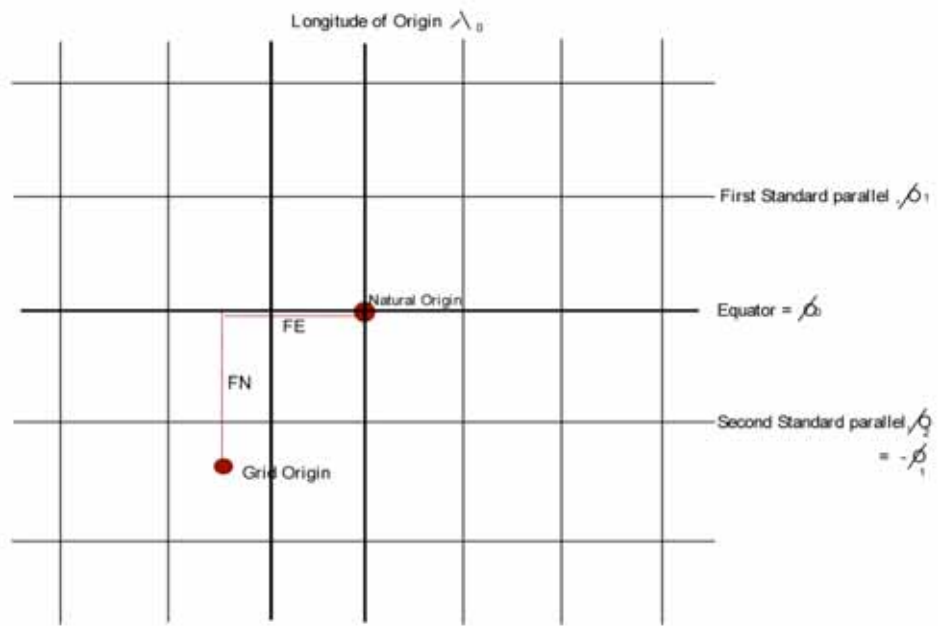 Longitude of Origin λ₀
First Standard parallel , ϕ₁
Natural Origin
Equator = ϕ₀
FE
FN
Second Standard parallel, ϕ₂
= - ϕ₁
Grid Origin